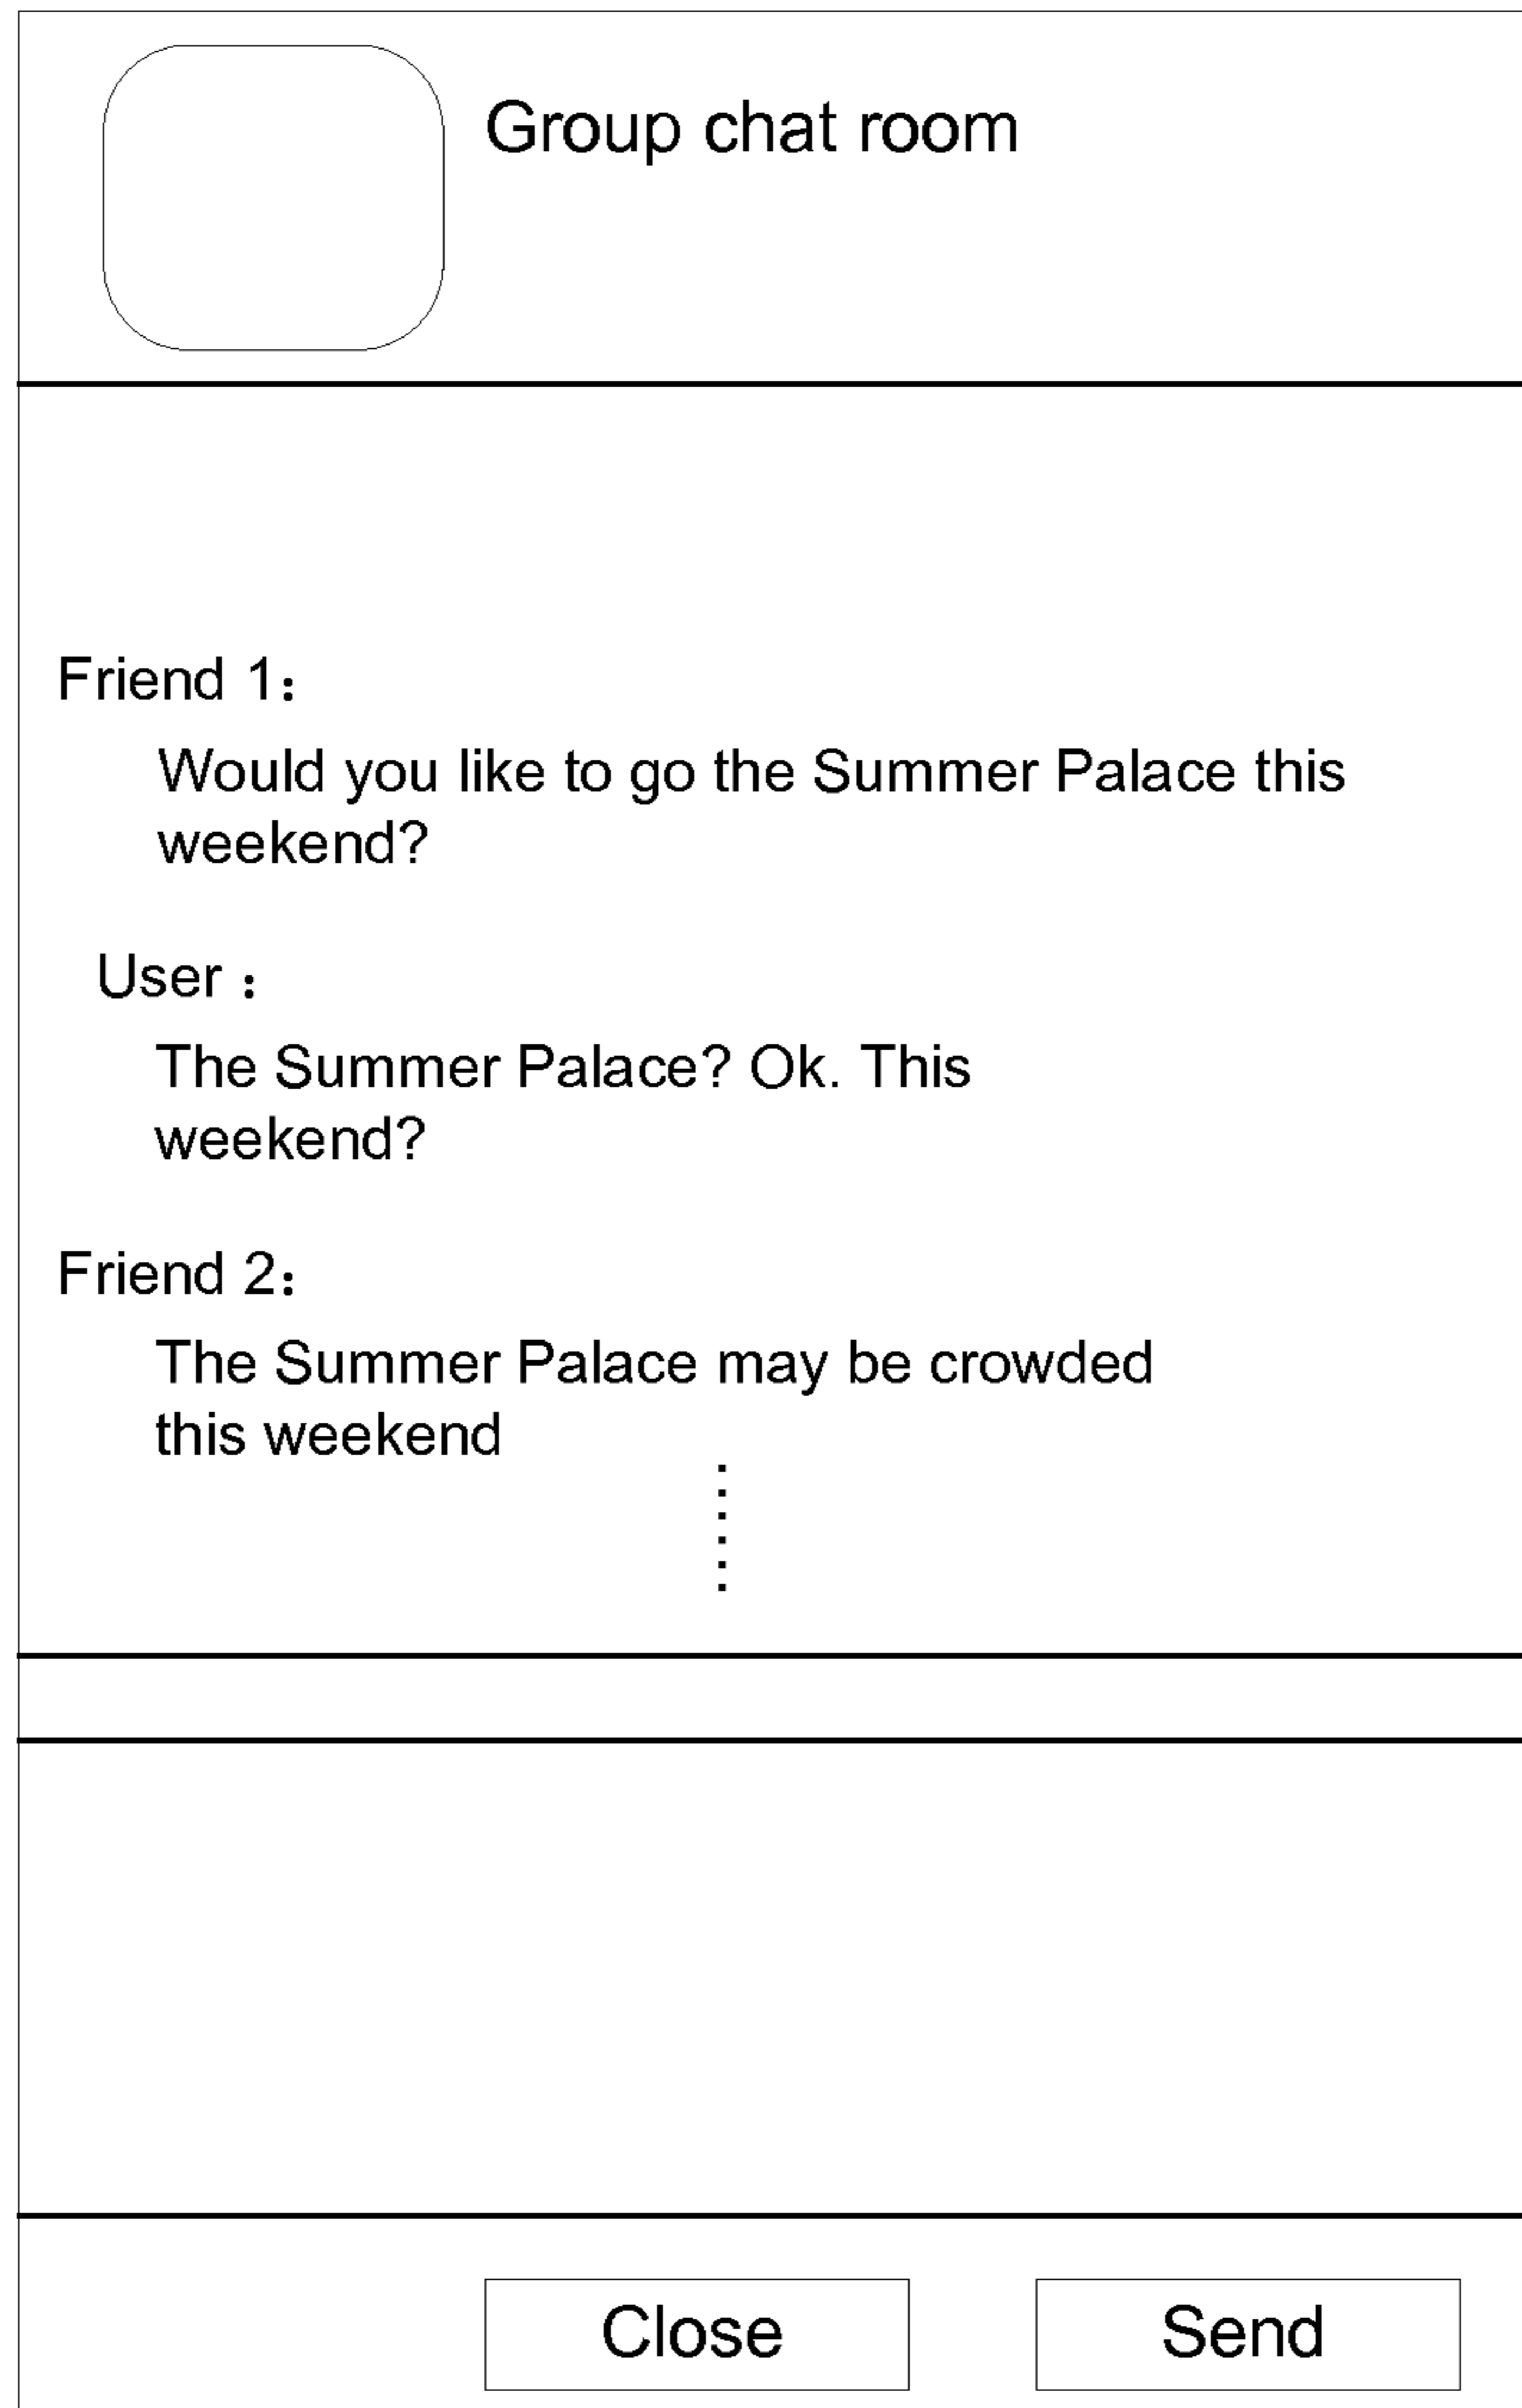 Group chat room
Friend 1：
Would you like to go the Summer Palace this
weekend?
User：
The Summer Palace? Ok. This
weekend?
Friend 2：
The Summer Palace may be crowded
this weekend
Close
Send